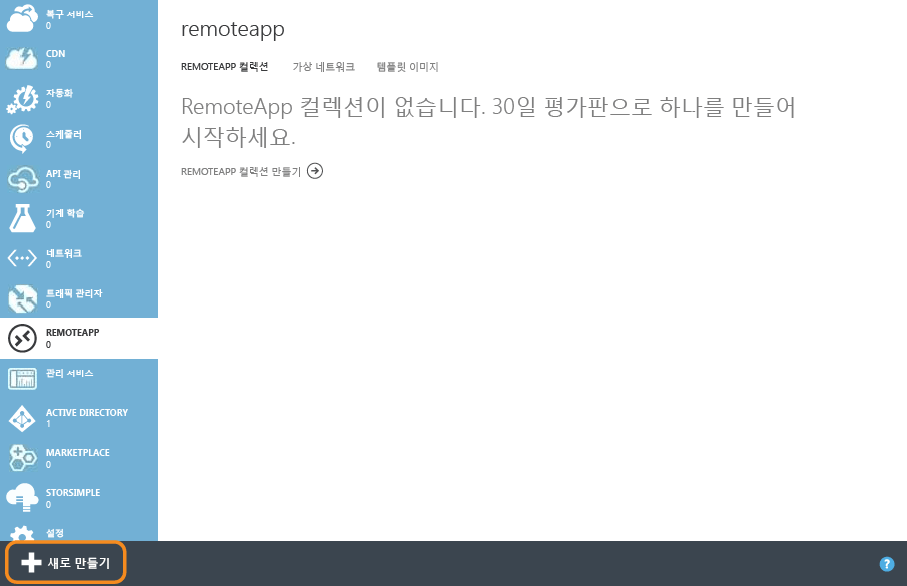 복구 서비스
0
CDN
0
자동화
0
스케줄러
0
API 관리
0
기계 학습
0
네트워크
0
트래픽 관리자
0
REMOTEAPP
0
관리 서비스
ACTIVE DIRECTORY
1
MARKETPLACE
0
STORSIMPLE
0
설정
remoteapp
REMOTEAPP 컬렉션 가상 네트워크 템플릿 이미지
RemoteApp 컬렉션이 없습니다. 30일 평가판으로 하나를 만들어
시작하세요.
REMOTEAPP 컬렉션 만들기
새로 만들기
?